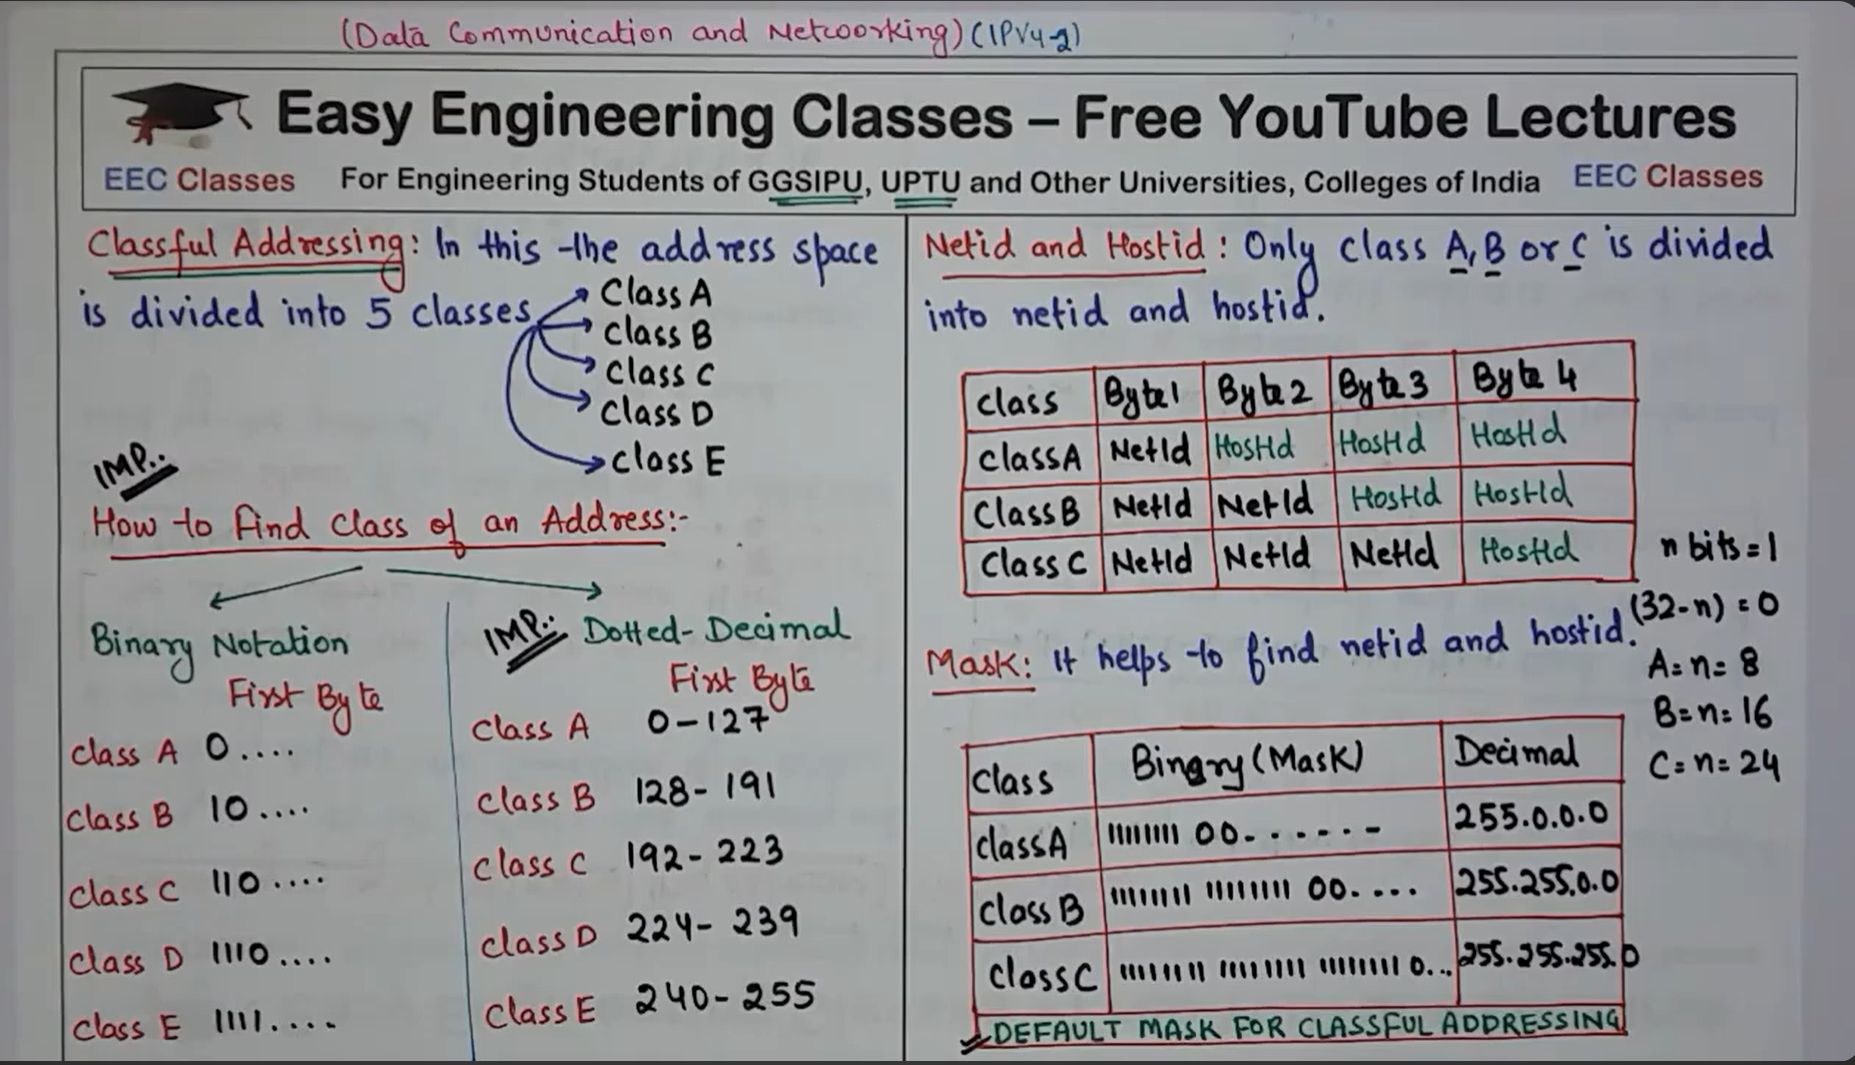 (Data Communication and Networking) (IPV4-2)
Easy Engineering Classes – Free YouTube Lectures
EEC Classes For Engineering Students of GGSIPU, UPTU and Other Universities, Colleges of India EEC Classes
Classful Addressing: In this the address space
is divided into 5 classes
Class A
Class B
Class C
Class D
Class E
IMP..
How to find Class of an Address:-
Binary Notation
First Byte
Class A 0....
Class B 10....
Class C 110....
Class D 1110....
Class E 1111....
IMP.. Dotted-Decimal
First Byte
Class A 0-127
Class B 128-191
Class C 192-223
Class D 224-239
Class E 240-255
Netid and Hostid: Only class A, B or C is divided
into netid and hostid.
Class Byte1 Byte2 Byte3 Byte 4
Class A NetId HostId HostId HostId
Class B NetId NetId HostId HostId
Class C NetId NetId NetId HostId
n bits = 1
(32-n) = 0
A = n = 8
B = n = 16
C = n = 24
Mask: It helps to find netid and hostid.
Class Binary (Mask) Decimal
Class A 11111111 00------- 255.0.0.0
Class B 11111111 11111111 00.... 255.255.0.0
Class C 11111111 11111111 11111111 0... 255.255.255.0
DEFAULT MASK FOR CLASSFUL ADDRESSING